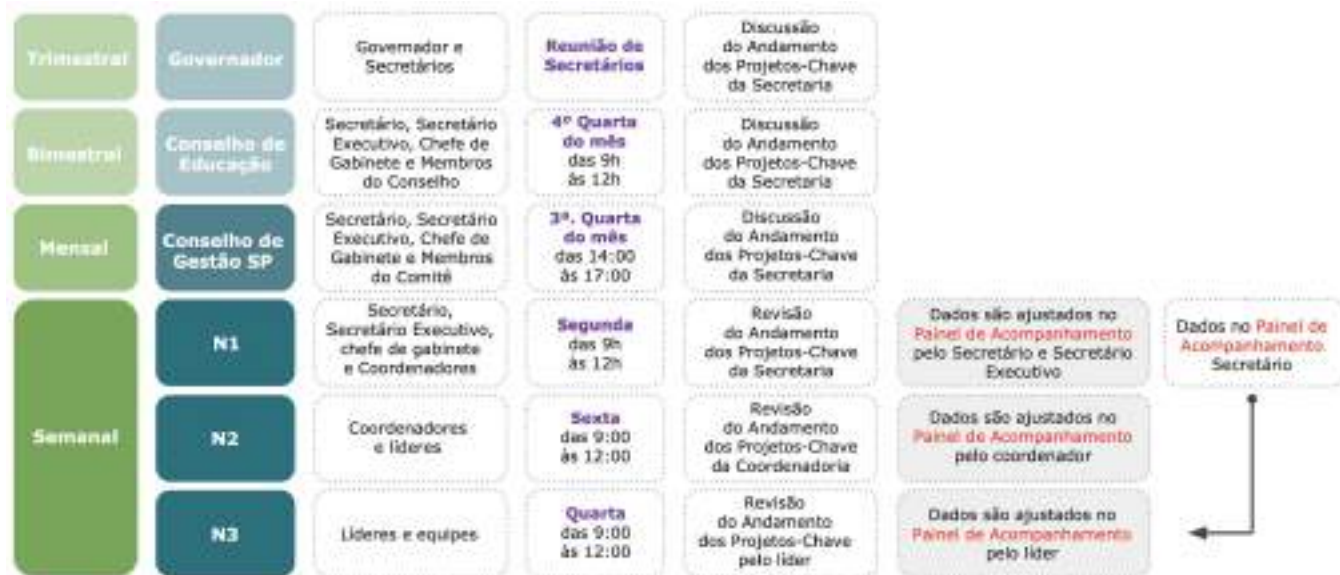 Trimestral
Governador
Governador e
Secretários
Reunião de
Secretários
Discussão
do Andamento
dos Projetos-Chave
da Secretaria
Bimestral
Conselho de
Educação
Secretário, Secretário
Executivo, Chefe de
Gabinete e Membros
do Conselho
4º Quarta
do mês
das 9h
às 12h
Discussão
do Andamento
dos Projetos-Chave
da Secretaria
Mensal
Conselho de
Gestão SP
Secretário, Secretário
Executivo, Chefe de
Gabinete e Membros
do Comitê
3ª. Quarta
do mês
das 14:00
às 17:00
Discussão
do Andamento
dos Projetos-Chave
da Secretaria
Semanal
N1
Secretário,
Secretário Executivo,
chefe de gabinete
e Coordenadores
Segunda
das 9h
às 12h
Revisão
do Andamento
dos Projetos-Chave
da Secretaria
Dados são ajustados no
Painel de Acompanhamento
pelo Secretário e Secretário
Executivo
Dados no Painel de
Acompanhamento
Secretário
N2
Coordenadores
e líderes
Sexta
das 9:00
às 12:00
Revisão
do Andamento
dos Projetos-Chave
da Coordenadoria
Dados são ajustados no
Painel de Acompanhamento
pelo coordenador
N3
Líderes e equipes
Quarta
das 9:00
às 12:00
Revisão
do Andamento
dos Projetos-Chave
pelo líder
Dados são ajustados no
Painel de Acompanhamento
pelo líder